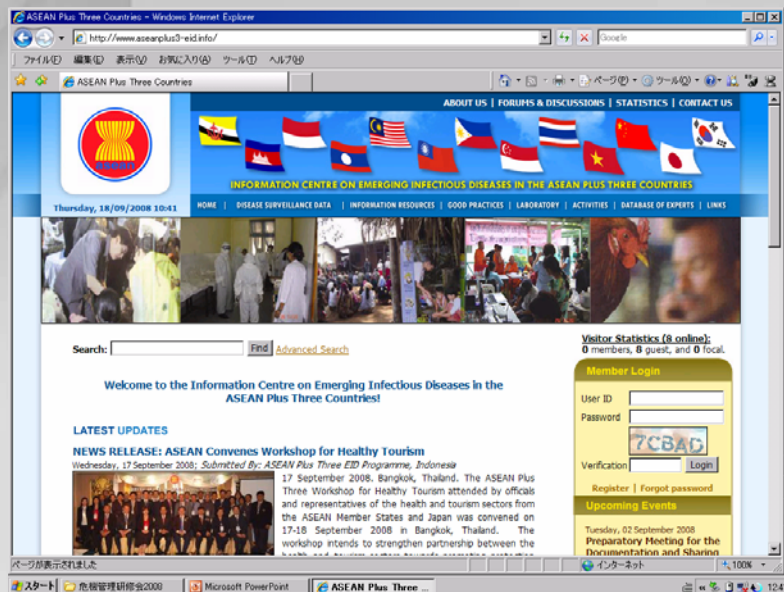 ASEAN Plus Three Countries - Windows Internet Explorer
http://www.aseanplus3-eid.info/
Google
ファイル(F) 編集(E) 表示(V) お気に入り(A) ツール(T) ヘルプ(H)
ASEAN Plus Three Countries
ページ(P) ツール(O)
ABOUT US | FORUMS & DISCUSSIONS | STATISTICS | CONTACT US
asean
INFORMATION CENTRE ON EMERGING INFECTIOUS DISEASES IN THE ASEAN PLUS THREE COUNTRIES
Thursday, 18/09/2008 10:41
HOME | DISEASE SURVEILLANCE DATA | INFORMATION RESOURCES | GOOD PRACTICES | LABORATORY | ACTIVITIES | DATABASE OF EXPERTS | LINKS
Search: Find Advanced Search
Welcome to the Information Centre on Emerging Infectious Diseases in the
ASEAN Plus Three Countries!
LATEST UPDATES
NEWS RELEASE: ASEAN Convenes Workshop for Healthy Tourism
Wednesday, 17 September 2008; Submitted By: ASEAN Plus Three EID Programme, Indonesia
17 September 2008. Bangkok, Thailand. The ASEAN Plus
Three Workshop for Healthy Tourism attended by officials
and representatives of the health and tourism sectors from
the ASEAN Member States and Japan was convened on
17-18 September 2008 in Bangkok, Thailand. The
workshop intends to strengthen partnership between the
health and tourism sectors towards promoting protection
Visitor Statistics (8 online):
0 members, 8 guest, and 0 focal.
Member Login
User ID
Password
7CBAD
Verification Login
Register | Forgot password
Upcoming Events
Tuesday, 02 September 2008
Preparatory Meeting for the
Documentation and Sharing
ページが表示されました
インターネット
100%
スタート
危機管理研修会2008
Microsoft PowerPoint
ASEAN Plus Three ...